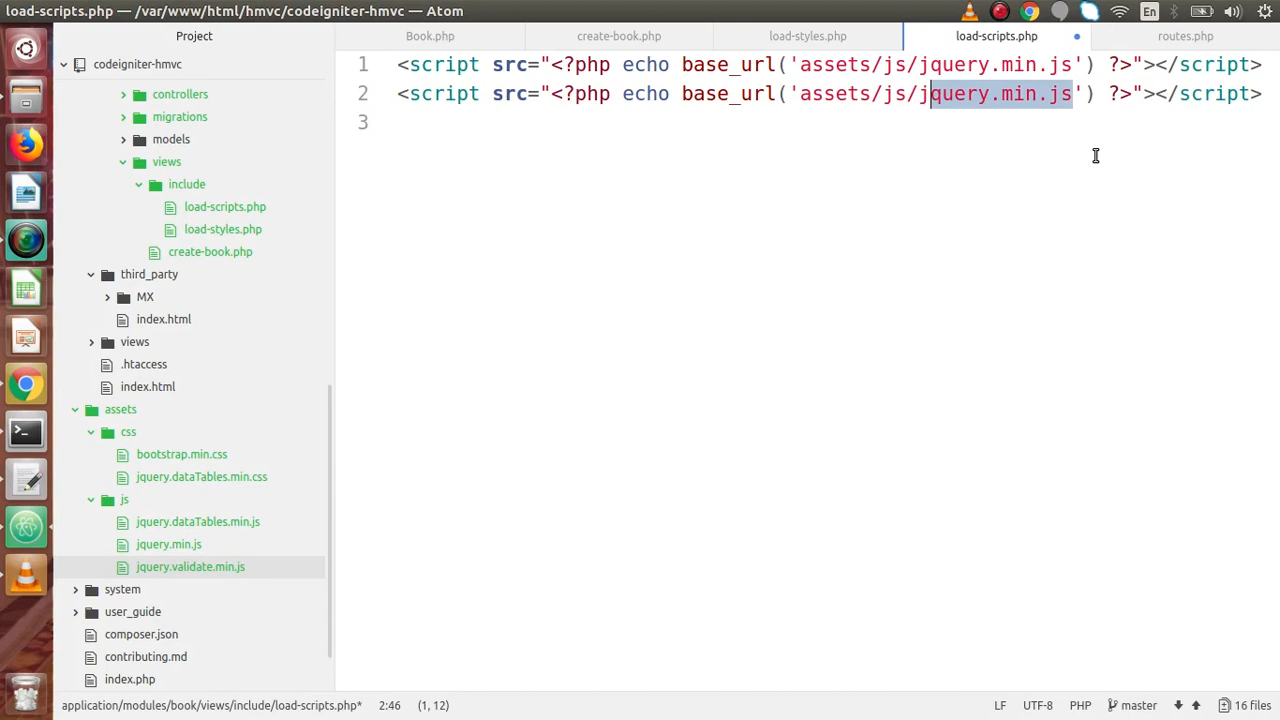 load-scripts.php — /var/www/html/hmvc/codeigniter-hmvc — Atom
En
Project
Book.php
create-book.php
load-styles.php
load-scripts.php
routes.php
codeigniter-hmvc
controllers
migrations
models
views
include
load-scripts.php
load-styles.php
create-book.php
third_party
MX
index.html
views
.htaccess
index.html
assets
css
bootstrap.min.css
jquery.dataTables.min.css
js
jquery.dataTables.min.js
jquery.min.js
jquery.validate.min.js
system
user_guide
composer.json
contributing.md
index.php
1 <script src="<?php echo base_url('assets/js/jquery.min.js') ?>"></script>
2 <script src="<?php echo base_url('assets/js/jquery.min.js') ?>"></script>
3
application/modules/book/views/include/load-scripts.php* 2:46 (1, 12)
LF UTF-8 PHP master 16 files